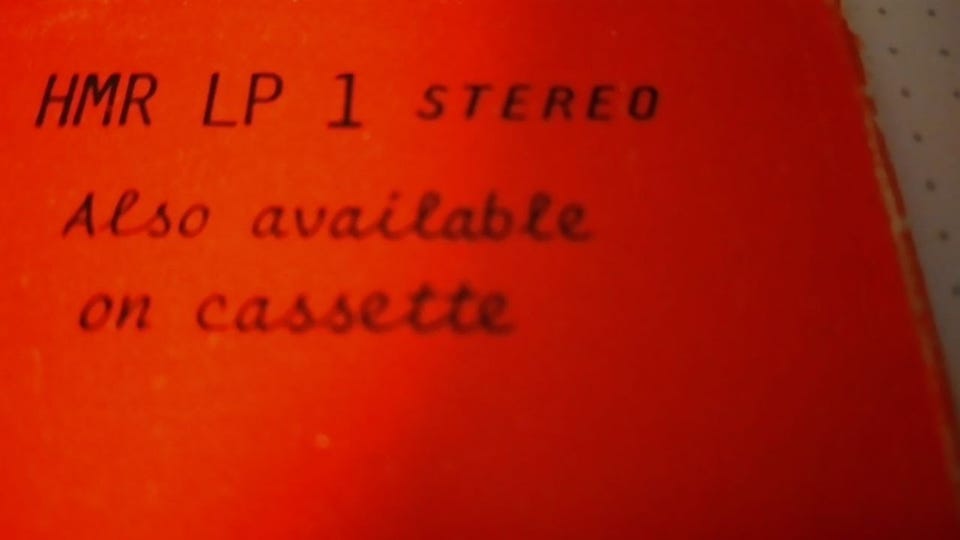 HMR LP 1 STEREO
Also available
on cassette